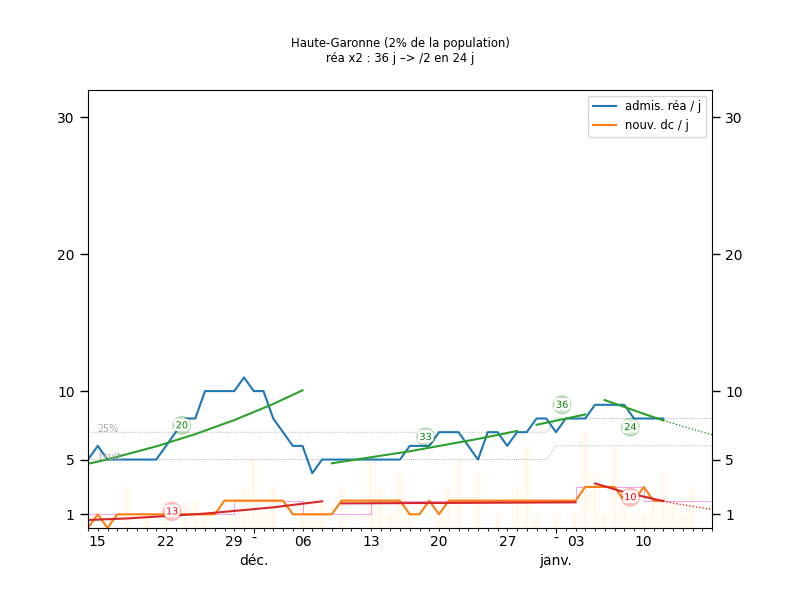 Haute-Garonne (2% de la population)
réa x2 : 36 j –> /2 en 24 j
admis. réa / j
nouv. dc / j
30 30
20 20
10 10
5 5
1 1
25%
bruit
20
33
36
24
13
10
15 22 29 - 06 13 20 27 - 03 10
déc. janv.